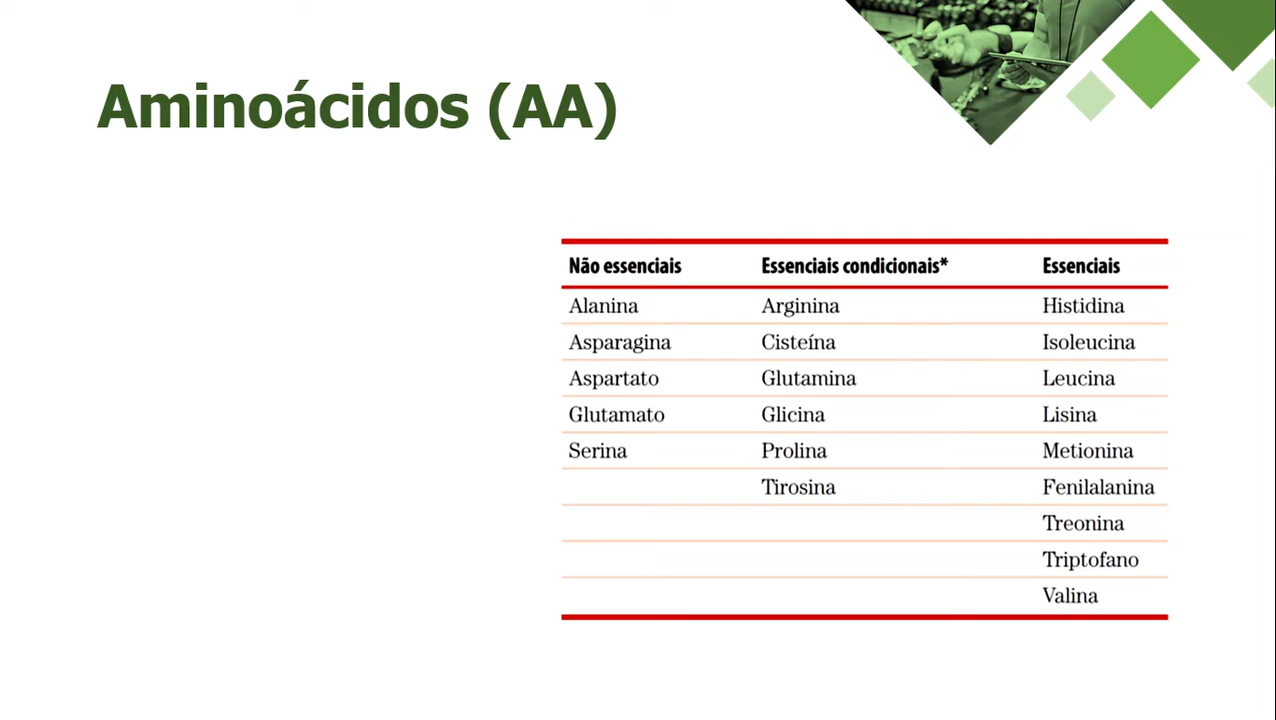 Aminoácidos (AA)
Não essenciais Essenciais condicionais* Essenciais
Alanina Arginina Histidina
Asparagina Cisteína Isoleucina
Aspartato Glutamina Leucina
Glutamato Glicina Lisina
Serina Prolina Metionina
Tirosina Fenilalanina
Treonina
Triptofano
Valina